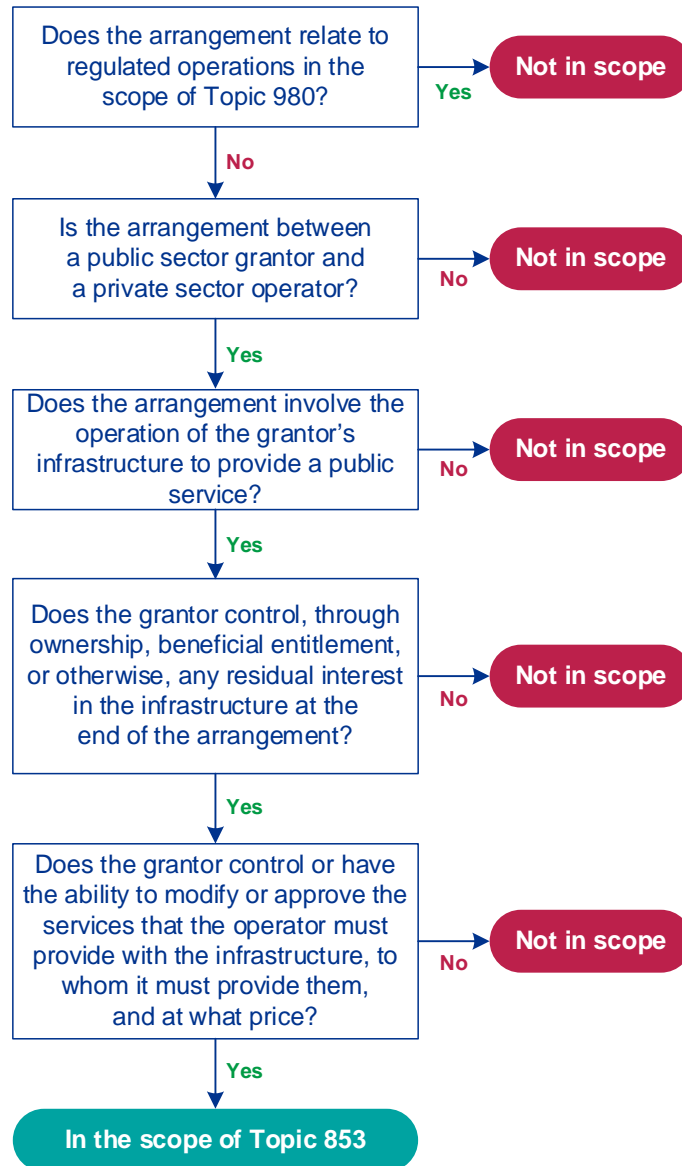 Does the arrangement relate to
regulated operations in the
scope of Topic 980?
Yes
Not in scope
No
Is the arrangement between
a public sector grantor and
a private sector operator?
No
Not in scope
Yes
Does the arrangement involve the
operation of the grantor’s
infrastructure to provide a public
service?
No
Not in scope
Yes
Does the grantor control, through
ownership, beneficial entitlement,
or otherwise, any residual interest
in the infrastructure at the
end of the arrangement?
No
Not in scope
Yes
Does the grantor control or have
the ability to modify or approve the
services that the operator must
provide with the infrastructure, to
whom it must provide them,
and at what price?
No
Not in scope
Yes
In the scope of Topic 853